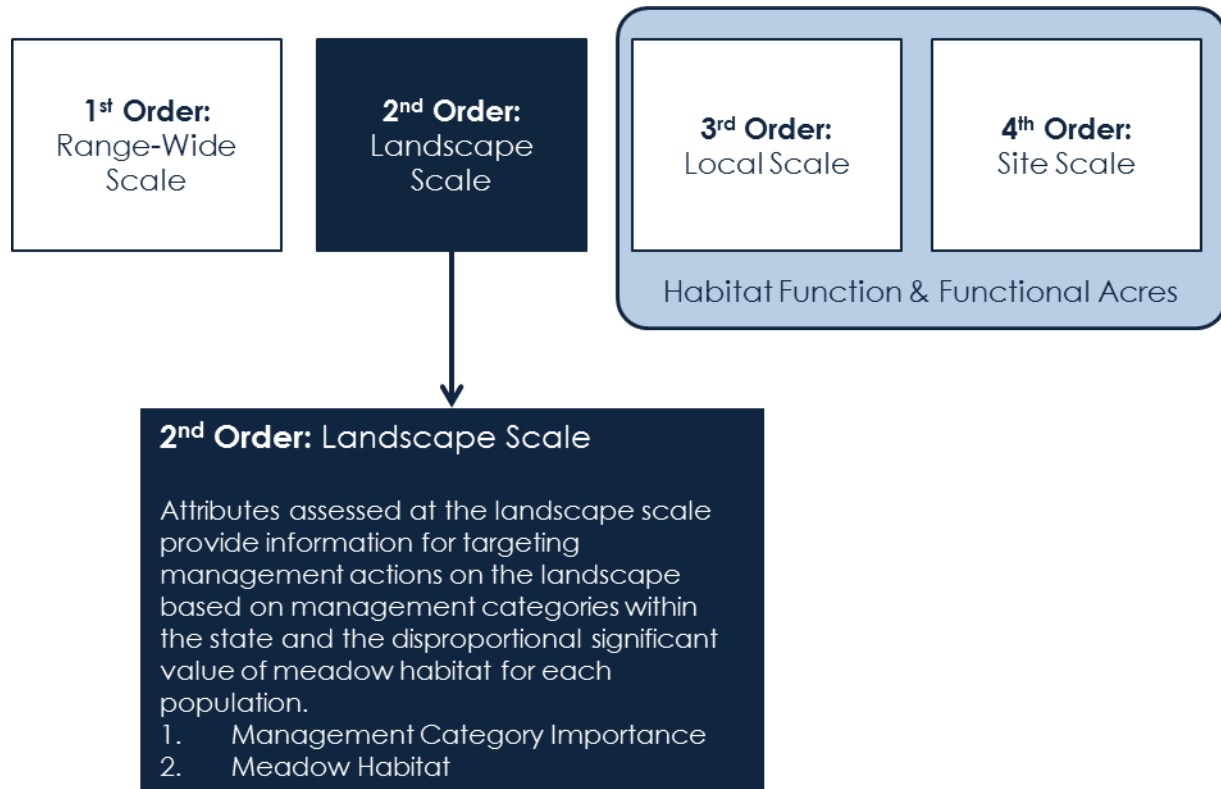 1st Order:
Range-Wide
Scale
2nd Order:
Landscape
Scale
3rd Order:
Local Scale
4th Order:
Site Scale
Habitat Function & Functional Acres
2nd Order: Landscape Scale
Attributes assessed at the landscape scale
provide information for targeting
management actions on the landscape
based on management categories within
the state and the disproportional significant
value of meadow habitat for each
population.
1. Management Category Importance
2. Meadow Habitat